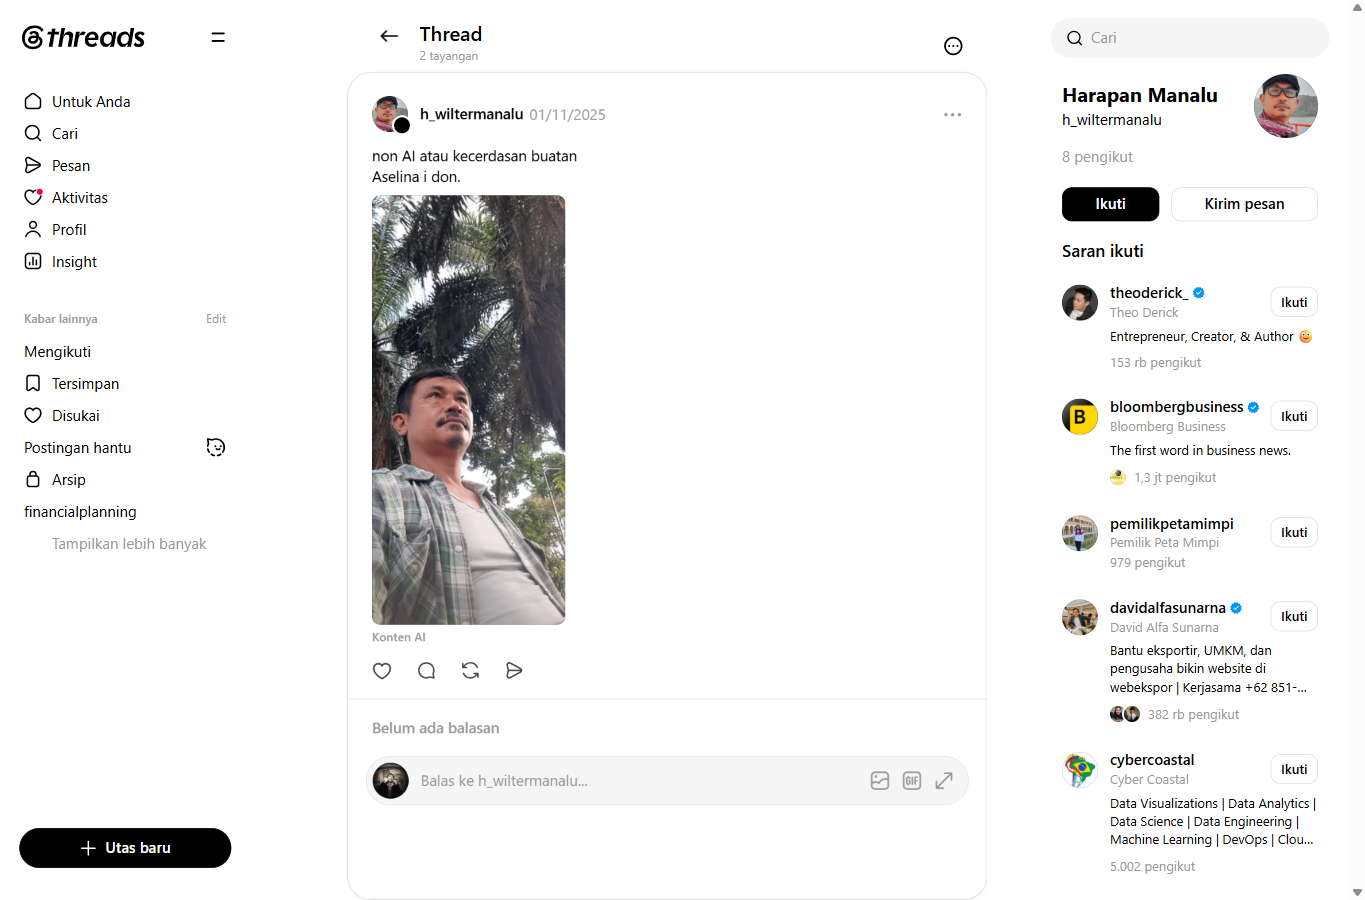 threads
Untuk Anda
Cari
Pesan
Aktivitas
Profil
Insight
Kabar lainnya
Edit
Mengikuti
Tersimpan
Disukai
Postingan hantu
Arsip
financialplanning
Tampilkan lebih banyak
Utas baru
Thread
2 tayangan
h_wiltermanalu 01/11/2025
non AI atau kecerdasan buatan
Aselina i don.
Konten AI
Belum ada balasan
Balas ke h_wiltermanalu...
GIF
Cari
Harapan Manalu
h_wiltermanalu
8 pengikut
Ikuti
Kirim pesan
Saran ikuti
theoderick_
Theo Derick
Ikuti
Entrepreneur, Creator, & Author 😄
153 rb pengikut
B
bloombergbusiness
Bloomberg Business
Ikuti
The first word in business news.
1,3 jt pengikut
pemilikpetamimpi
Pemilik Peta Mimpi
Ikuti
979 pengikut
davidalfasunarna
David Alfa Sunarna
Ikuti
Bantu eksportir, UMKM, dan
pengusaha bikin website di
webekspor | Kerjasama +62 851-...
382 rb pengikut
cybercoastal
Cyber Coastal
Ikuti
Data Visualizations | Data Analytics |
Data Science | Data Engineering |
Machine Learning | DevOps | Clou...
5.002 pengikut